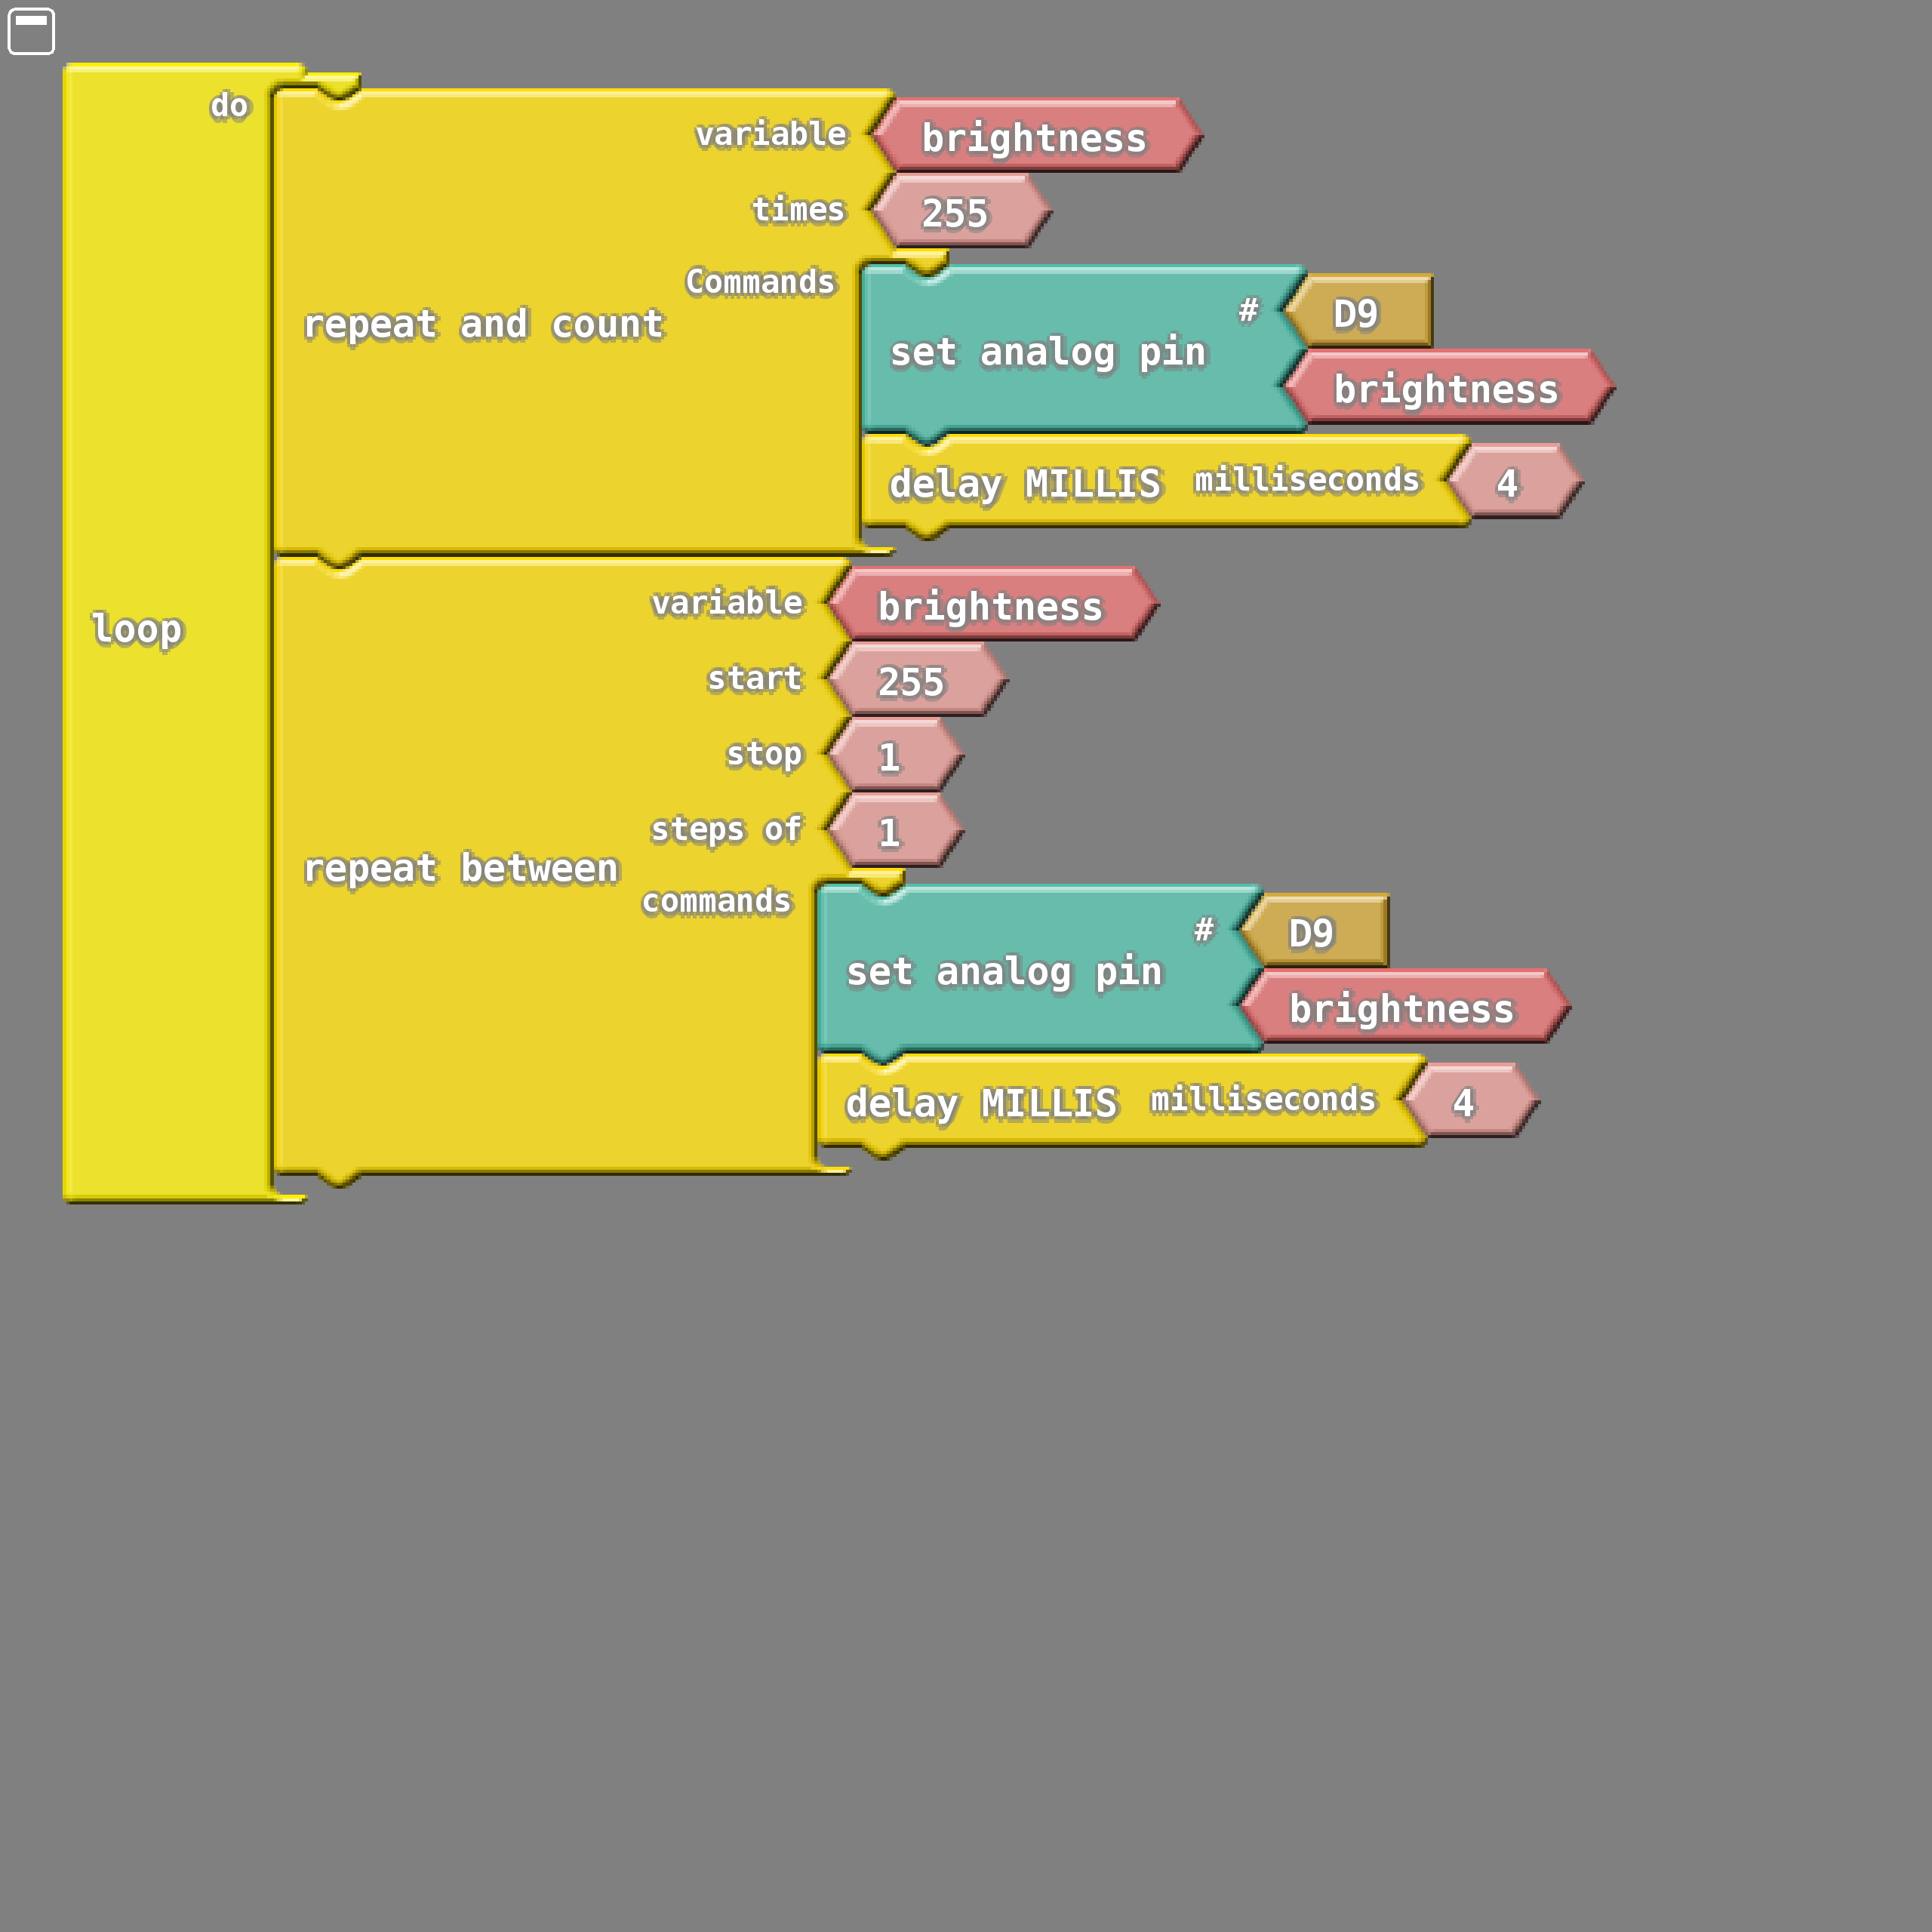 do
variable brightness
times 255
Commands
repeat and count
# D9
set analog pin
brightness
delay MILLIS milliseconds 4
loop
variable brightness
start 255
stop 1
steps of 1
repeat between
commands
# D9
set analog pin
brightness
delay MILLIS milliseconds 4